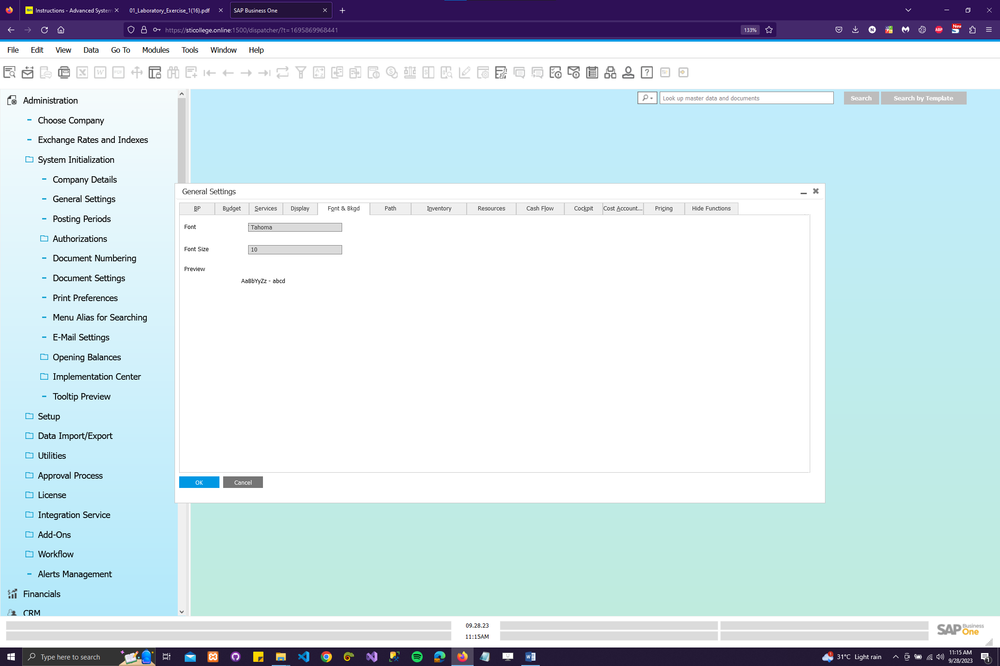 Instructions - Advanced System
01_Laboratory_Exercise_1(16).pdf
SAP Business One
https://sticollege.online:1500/dispatcher/?t=1695869968441
133%
N
ABP
New
File Edit View Data Go To Modules Tools Window Help
Look up master data and documents
Search
Search by Template
Administration
Choose Company
Exchange Rates and Indexes
System Initialization
Company Details
General Settings
Posting Periods
Authorizations
Document Numbering
Document Settings
Print Preferences
Menu Alias for Searching
E-Mail Settings
Opening Balances
Implementation Center
Tooltip Preview
Setup
Data Import/Export
Utilities
Approval Process
License
Integration Service
Add-Ons
Workflow
Alerts Management
Financials
CRM
General Settings
BP Budget Services Display Font & Bkgd Path Inventory Resources Cash Flow Cockpit Cost Account... Pricing Hide Functions
Font Tahoma
Font Size 10
Preview
AaBbYyZz - abcd
OK Cancel
09.28.23
11:15AM
SAP Business One
Type here to search
31°C Light rain
11:15 AM
9/28/2023
1